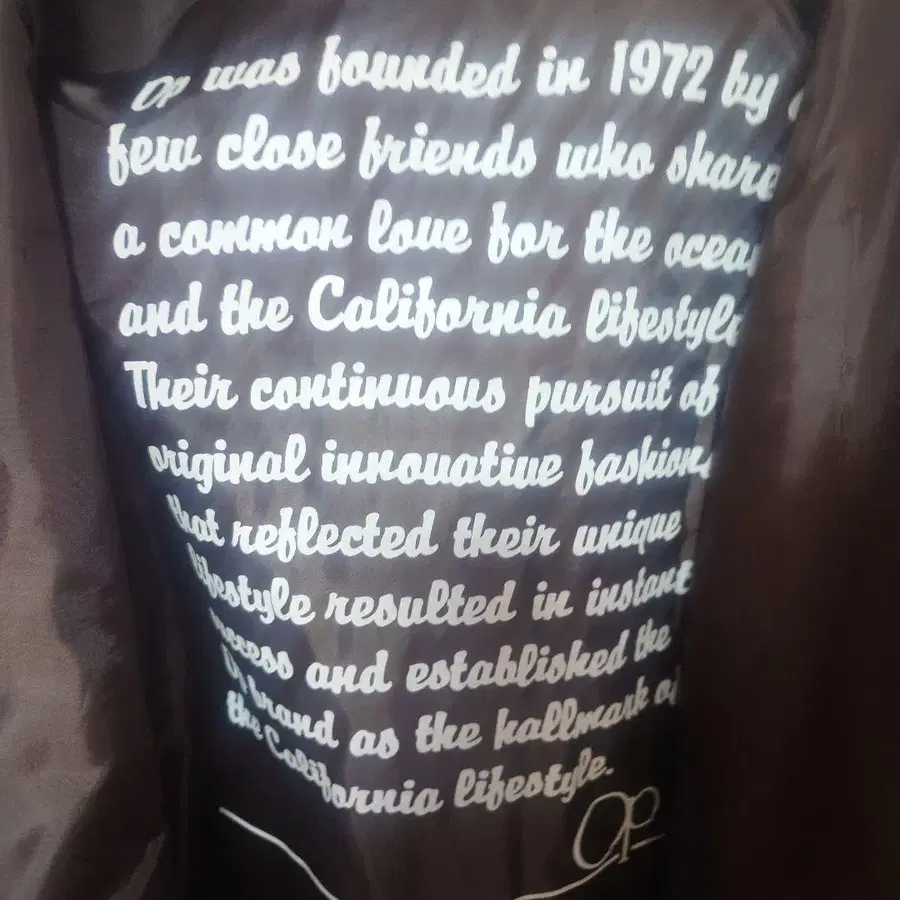 Op was founded in 1972 by
few close friends who share
a common love for the ocean
and the California lifestyle
Their continuous pursuit of
original innovative fashion,
that reflected their unique
lifestyle resulted in instant
success and established the
Op brand as the hallmark of
the California lifestyle.
Op